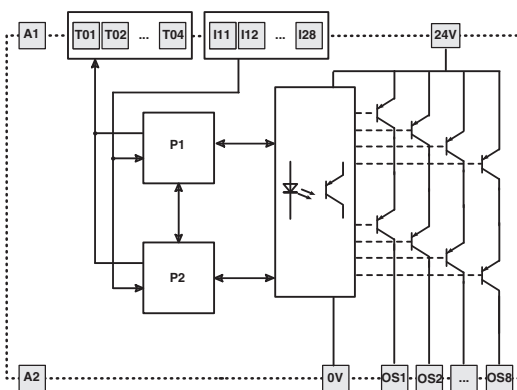 A1 T01 T02 ... T04 I11 I12 ... I28 24V
P1
P2
A2 0V OS1 OS2 ... OS8